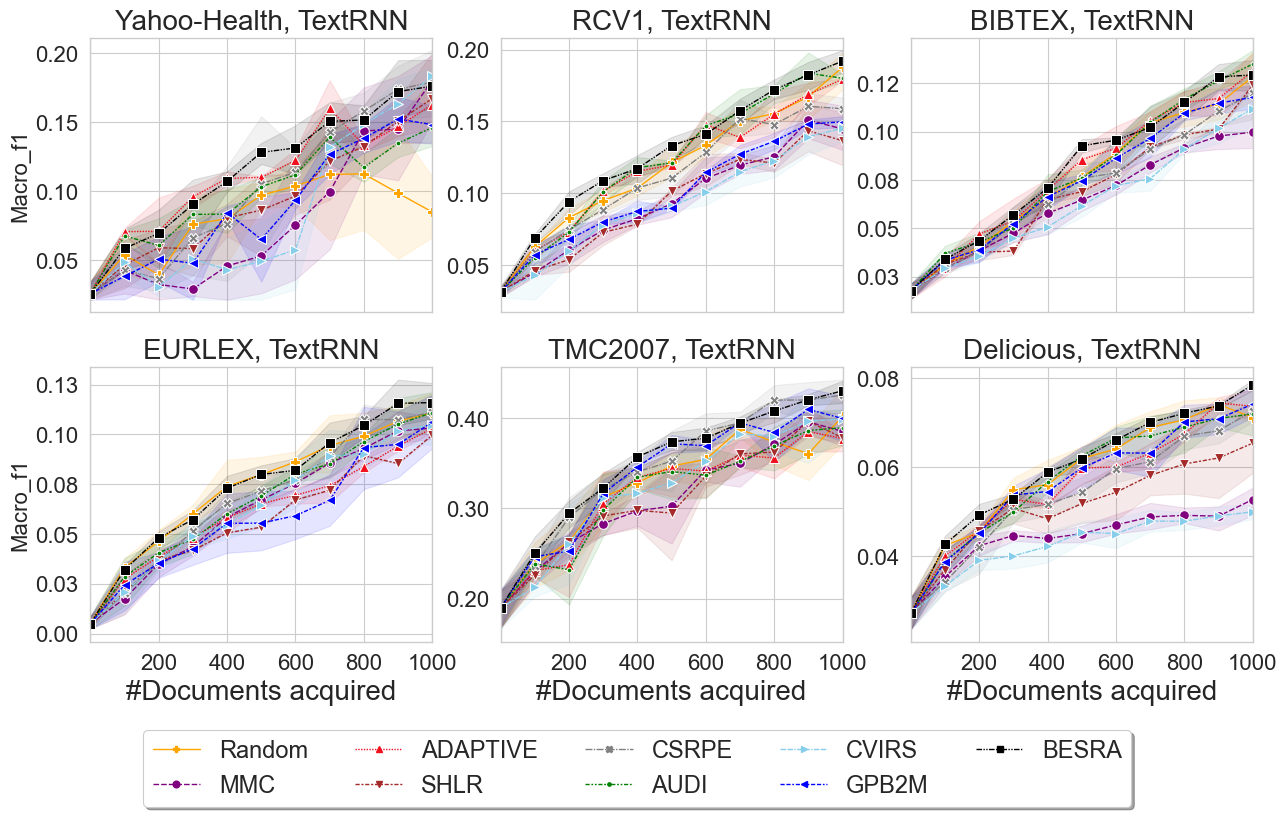 Yahoo-Health, TextRNN
RCV1, TextRNN
BIBTEX, TextRNN
Macro_f1
0.20
0.15
0.10
0.05
0.20
0.15
0.10
0.05
0.12
0.10
0.08
0.05
0.03
EURLEX, TextRNN
TMC2007, TextRNN
Delicious, TextRNN
Macro_f1
0.13
0.10
0.08
0.05
0.03
0.00
0.40
0.30
0.20
0.08
0.06
0.04
200 400 600 800 1000
200 400 600 800 1000
200 400 600 800 1000
#Documents acquired
#Documents acquired
#Documents acquired
Random ADAPTIVE CSRPE CVIRS BESRA
MMC SHLR AUDI GPB2M